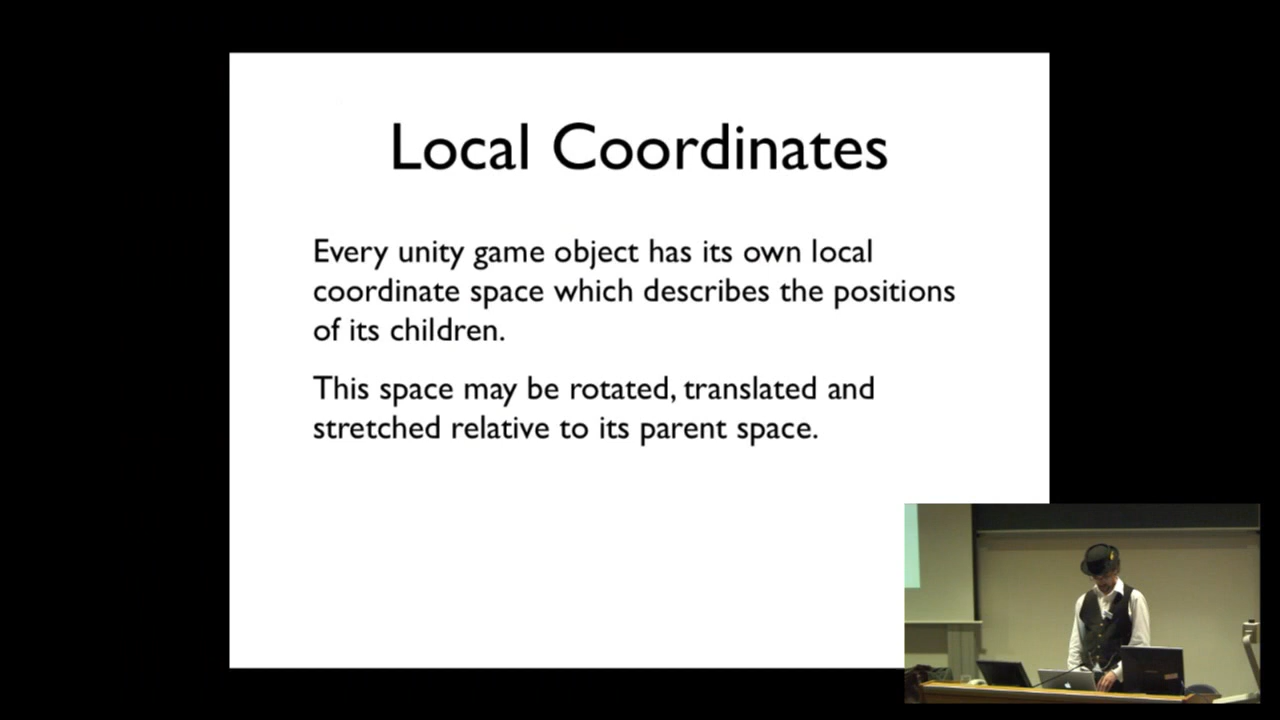 Local Coordinates
Every unity game object has its own local
coordinate space which describes the positions
of its children.
This space may be rotated, translated and
stretched relative to its parent space.